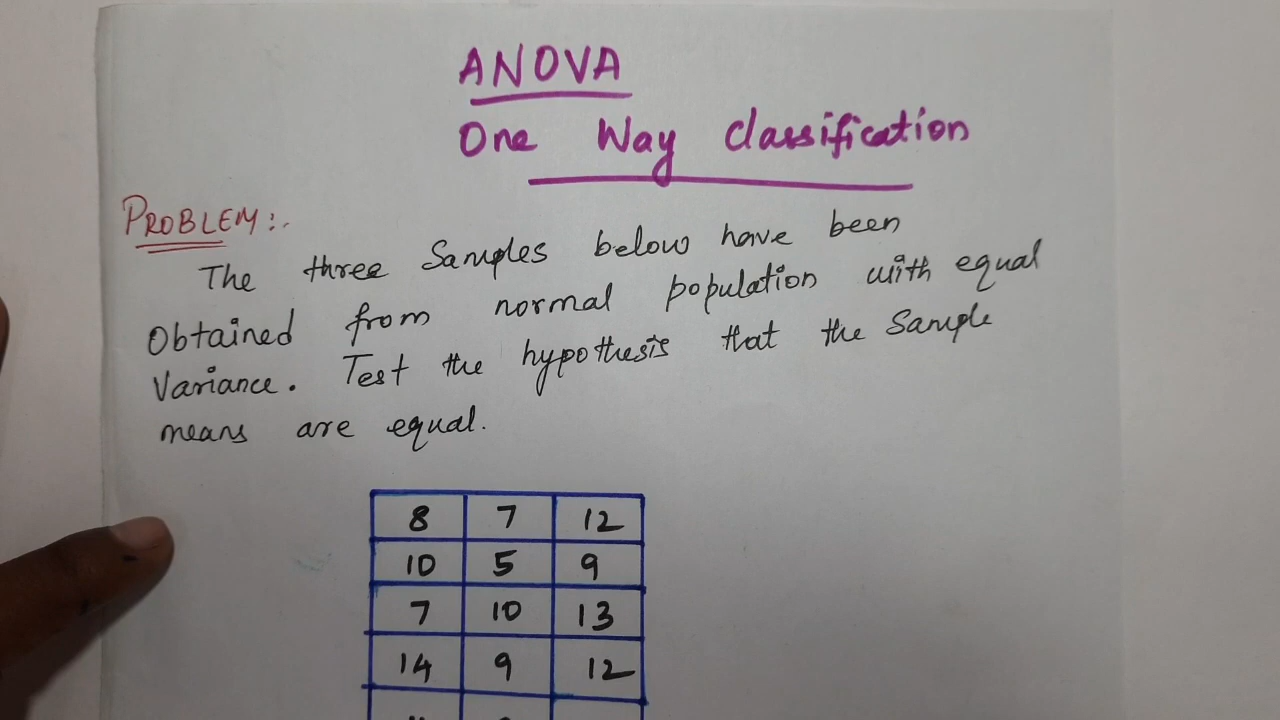 ANOVA
One Way Classification
PROBLEM:.
The three Samples below have been
Obtained from normal population with equal
Variance. Test the hypothesis that the Sample
means are equal.
8 7 12
10 5 9
7 10 13
14 9 12